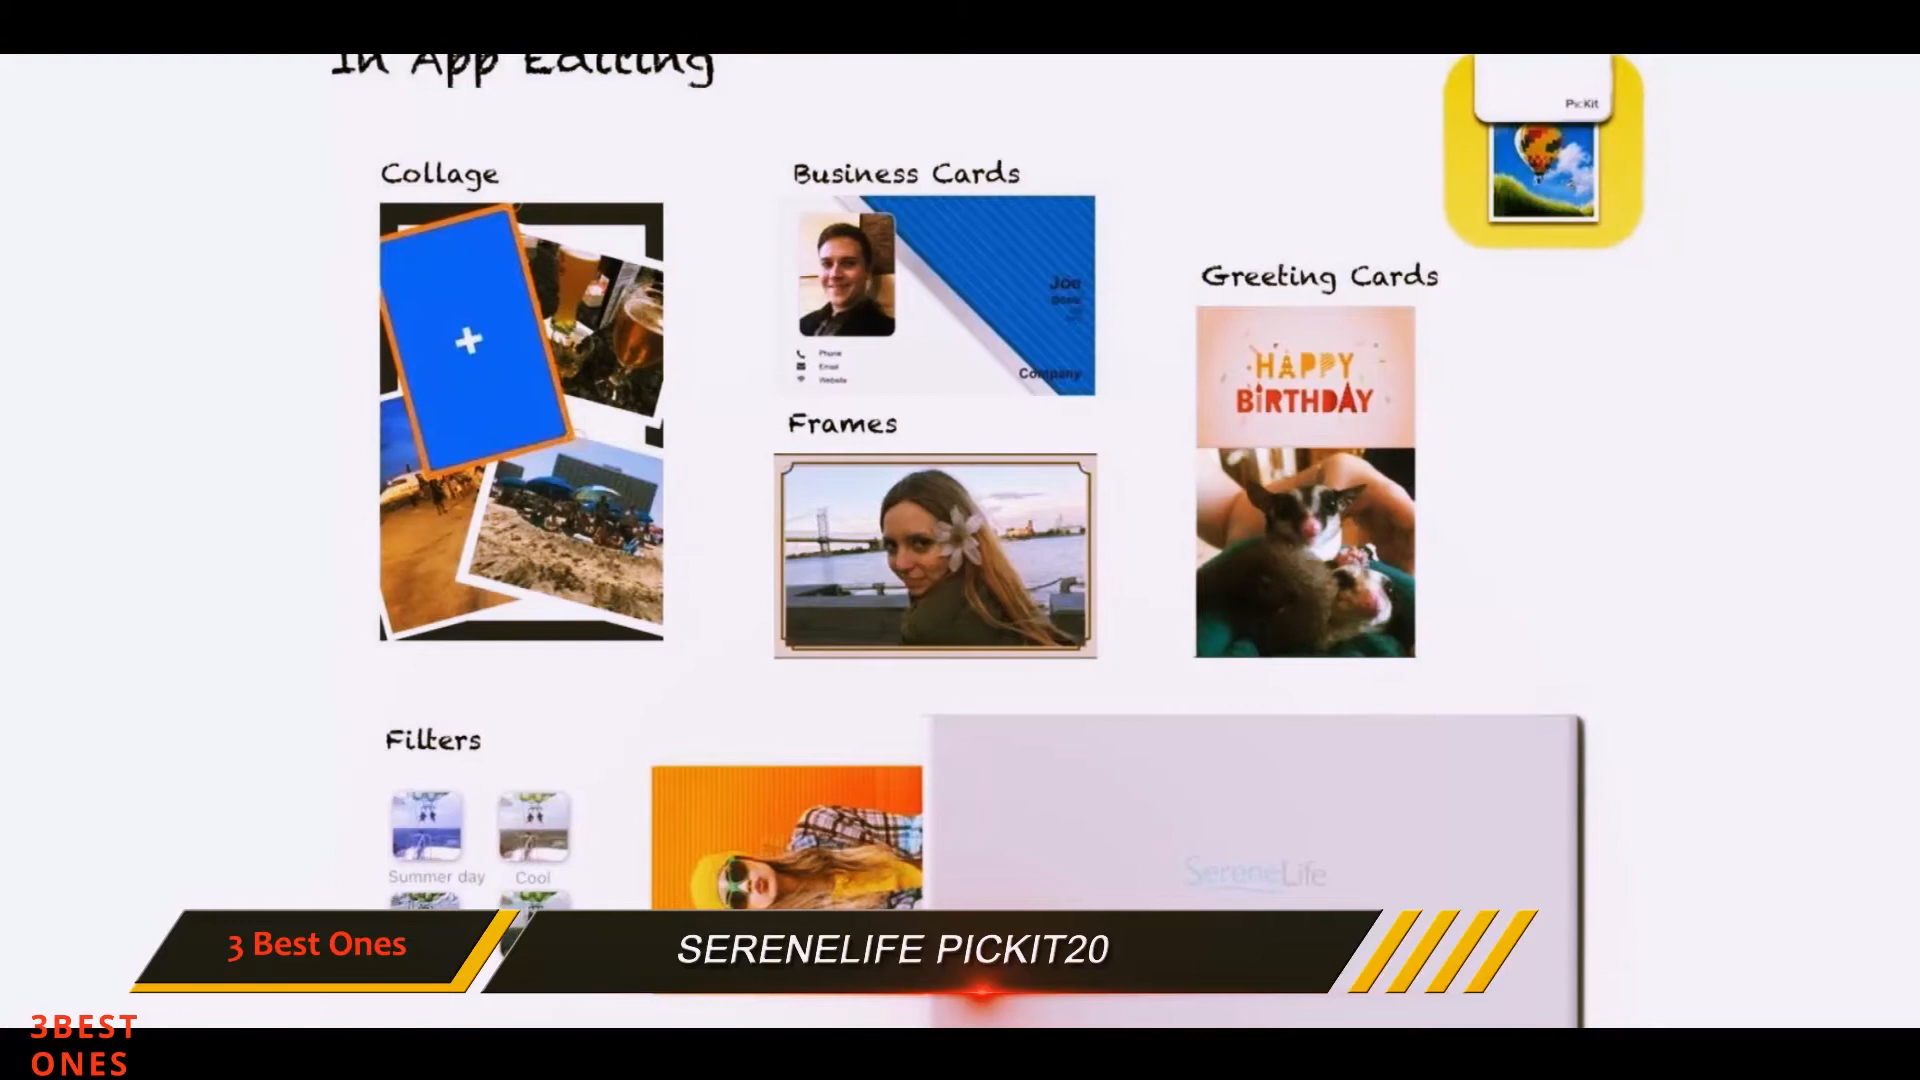 In App Editing
PicKit
Collage
Business Cards
Joe
Phone
Email
Website
Company
Greeting Cards
HAPPY
BIRTHDAY
Frames
Filters
Summer day
Cool
SereneLife
3 Best Ones
SERENELIFE PICKIT20
3BEST
ONES